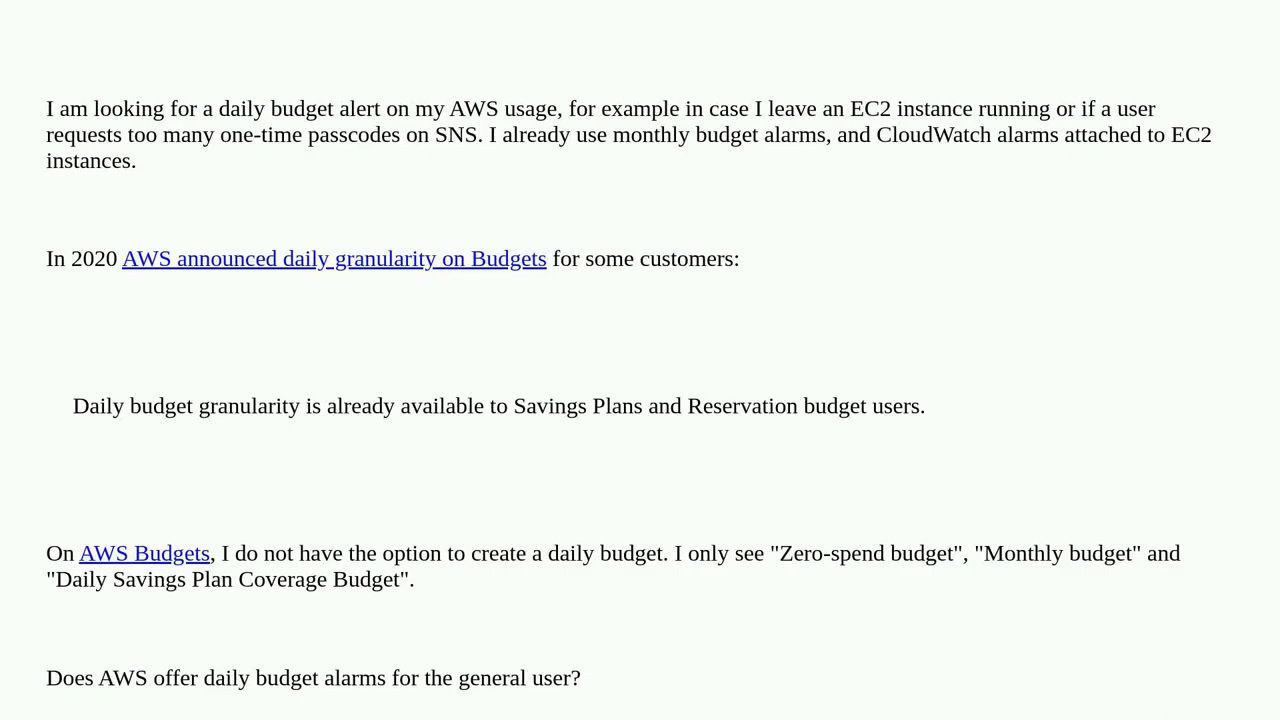 I am looking for a daily budget alert on my AWS usage, for example in case I leave an EC2 instance running or if a user
requests too many one-time passcodes on SNS. I already use monthly budget alarms, and CloudWatch alarms attached to EC2
instances.
In 2020 AWS announced daily granularity on Budgets for some customers:
Daily budget granularity is already available to Savings Plans and Reservation budget users.
On AWS Budgets, I do not have the option to create a daily budget. I only see "Zero-spend budget", "Monthly budget" and
"Daily Savings Plan Coverage Budget".
Does AWS offer daily budget alarms for the general user?